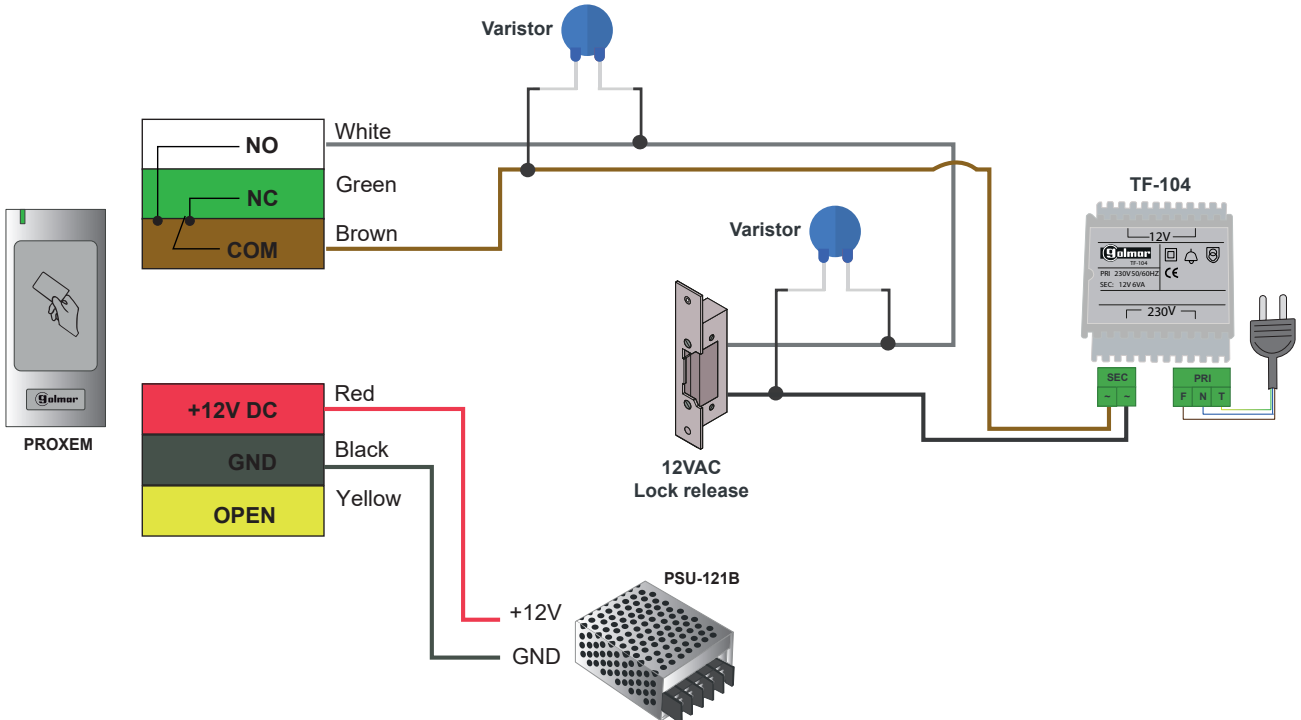 Varistor
NO
White
NC
Green
COM
Brown
Varistor
TF-104
12V
golmar
TF-104
PRI 230V 50/60HZ
SEC: 12V 6VA
CE
230V
SEC
~ ~
PRI
F N T
golmar
PROXEM
+12V DC
Red
GND
Black
OPEN
Yellow
12VAC
Lock release
PSU-121B
+12V
GND